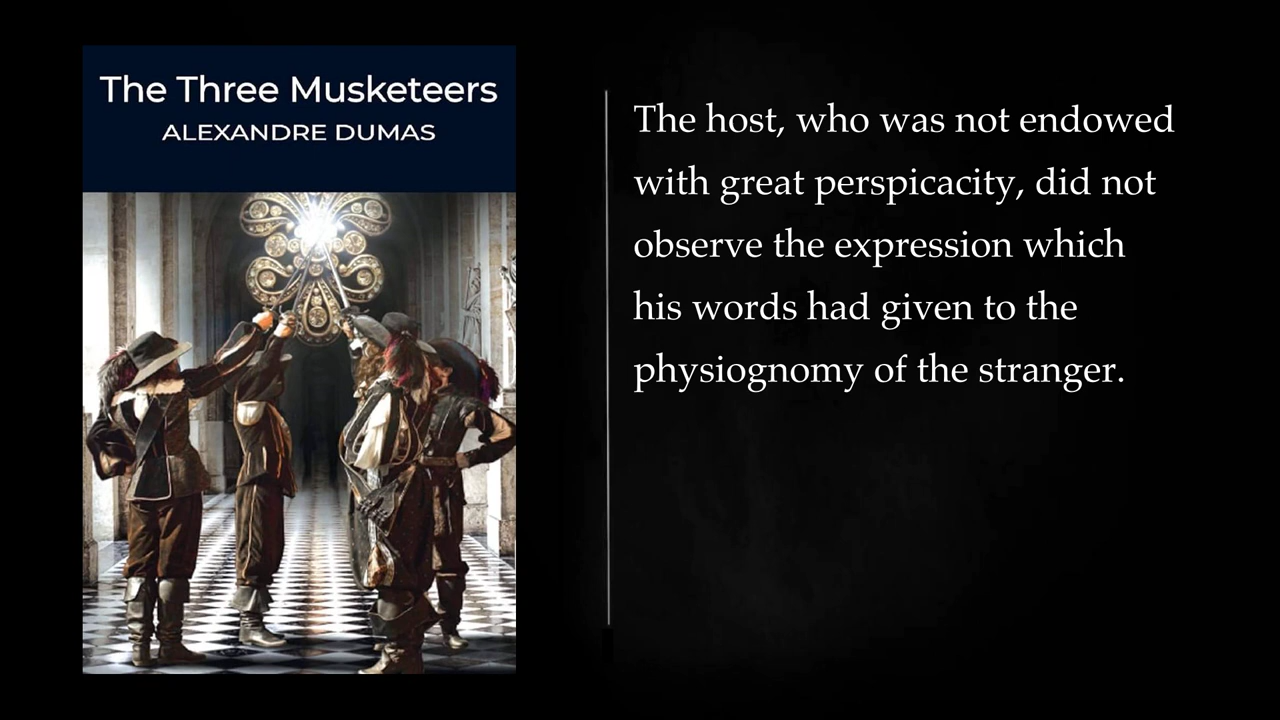 The Three Musketeers
ALEXANDRE DUMAS
The host, who was not endowed
with great perspicacity, did not
observe the expression which
his words had given to the
physiognomy of the stranger.